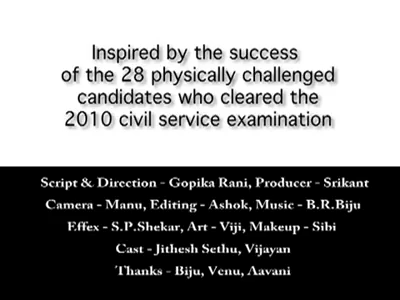 Inspired by the success
of the 28 physically challenged
candidates who cleared the
2010 civil service examination
Script & Direction - Gopika Rani, Producer - Srikant
Camera - Manu, Editing - Ashok, Music - B.R.Biju
Effex - S.P.Shekar, Art - Viji, Makeup - Sibi
Cast - Jithesh Sethu, Vijayan
Thanks - Biju, Venu, Aavani